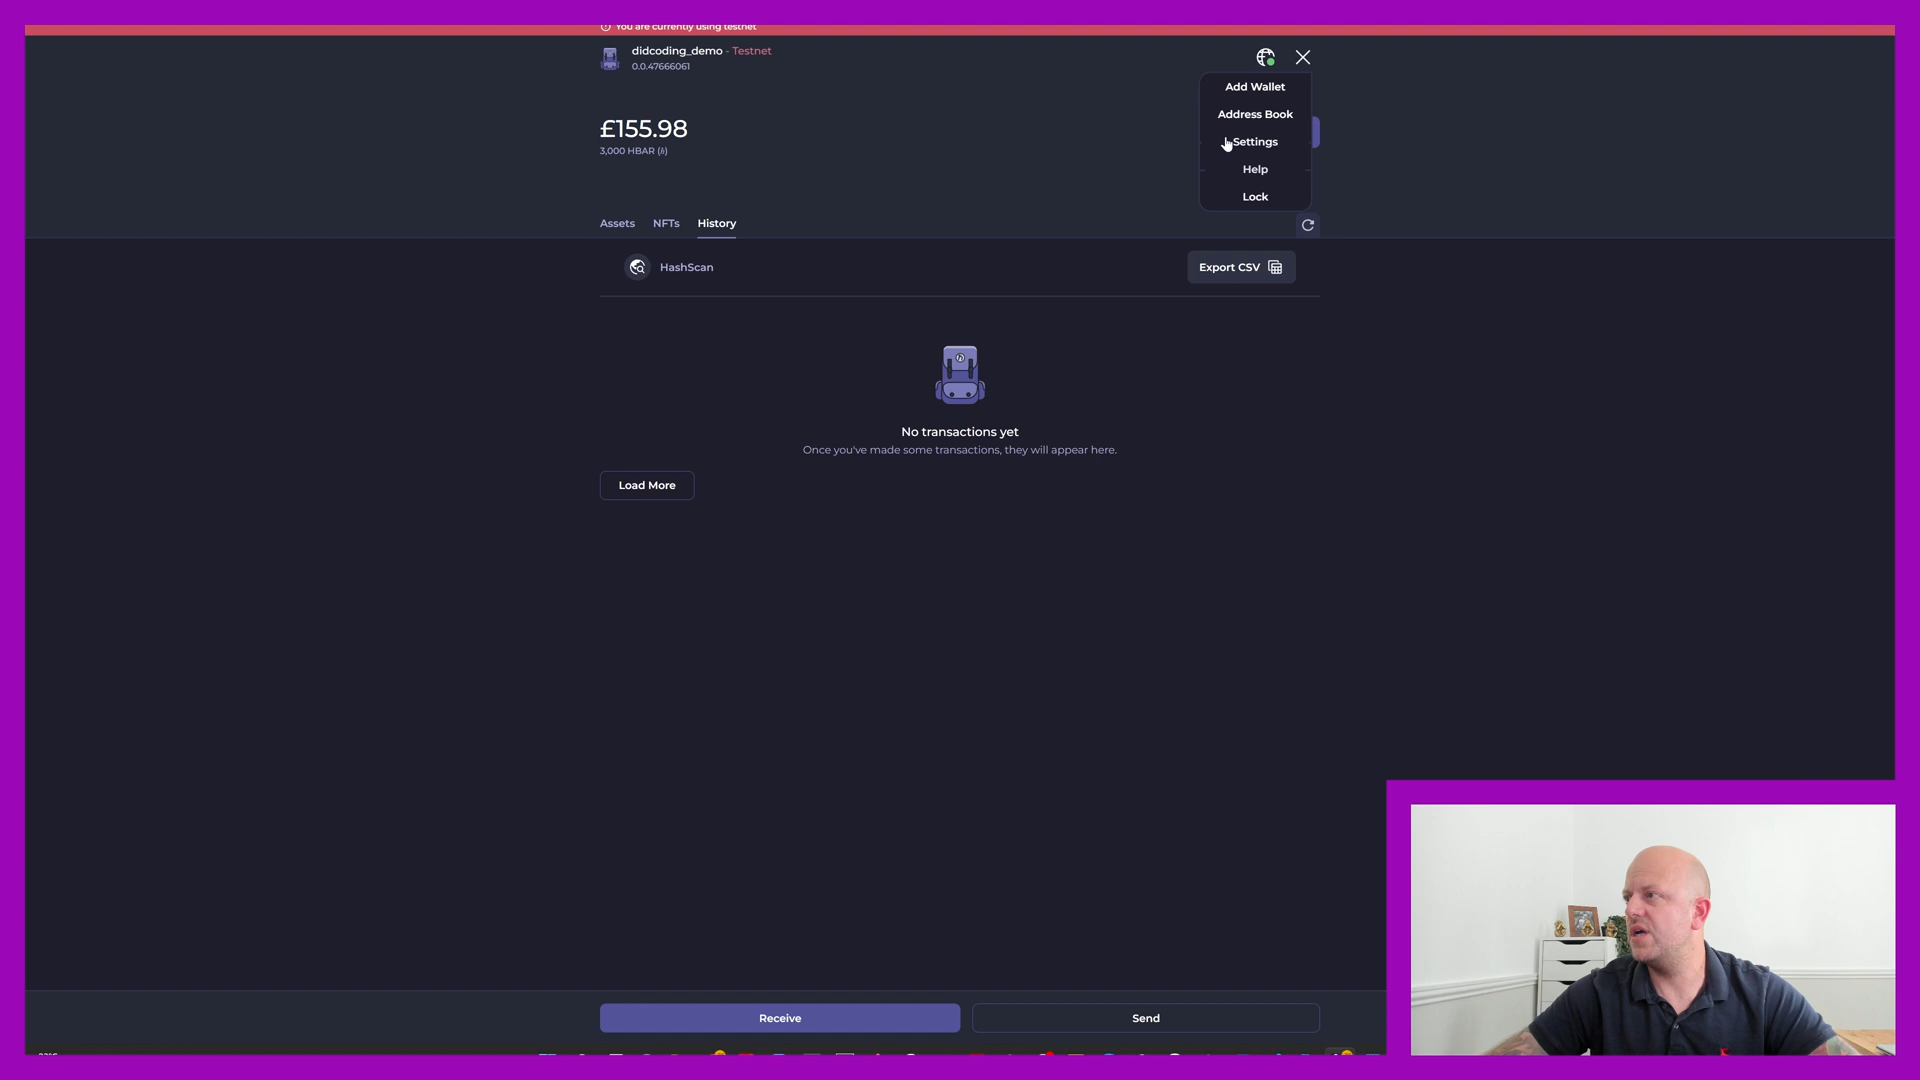 You are currently using testnet
didcoding_demo - Testnet
0.0.47666061
Add Wallet
Address Book
£155.98
Settings
3,000 HBAR (ℏ)
Help
Lock
Assets NFTs History
HashScan
Export CSV
No transactions yet
Once you've made some transactions, they will appear here.
Load More
Receive
Send